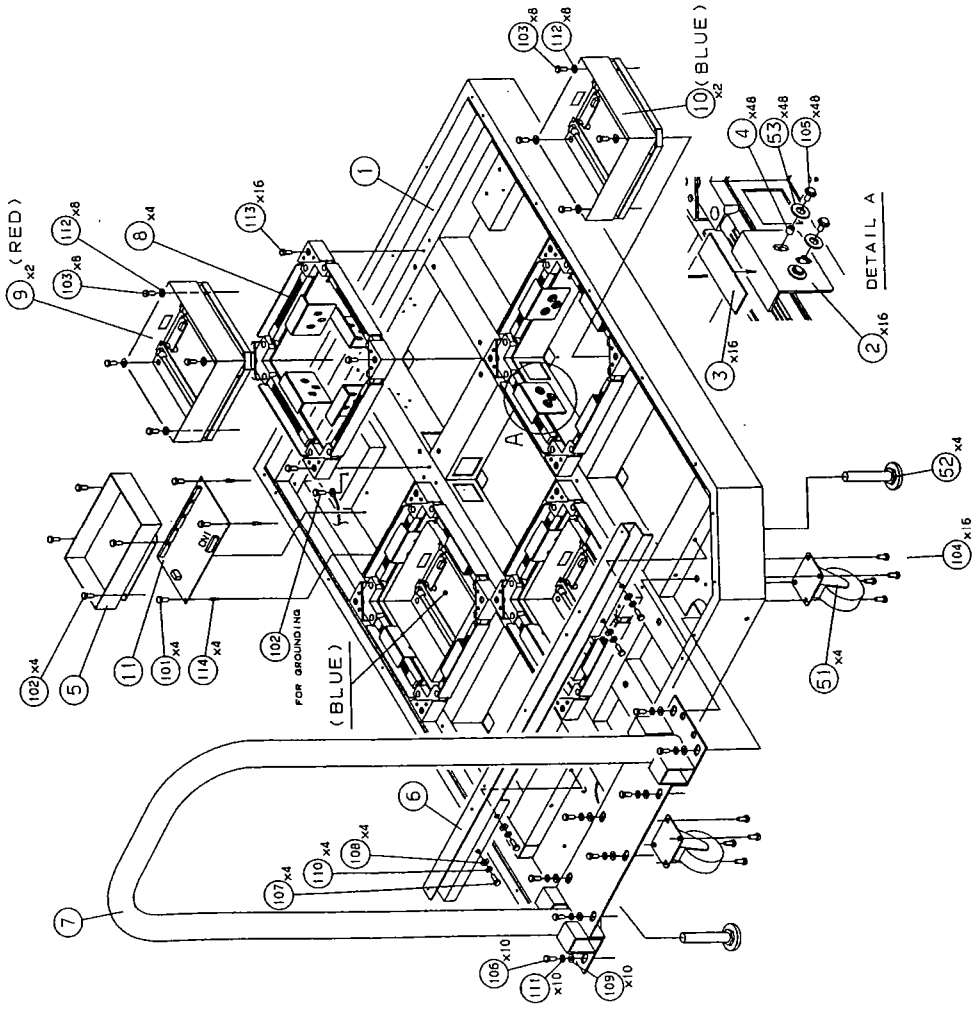 9 x2 (RED)
103 x8
112 x8
8 x4
113 x16
1
103 x8
112 x8
10 x2 (BLUE)
4 x48
53 x48
105 x48
3 x16
2 x16
DETAIL A
A
102 x4
5
11
101 x4
114 x4
102
FOR GROUNDING
(BLUE)
7
6
107 x4
110 x4
108 x4
106 x10
111 x10
109 x10
52 x4
104 x16
51 x4